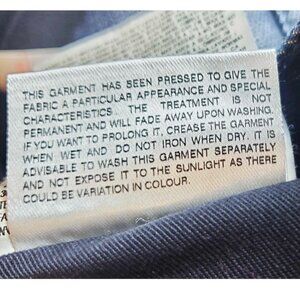 THIS GARMENT HAS BEEN PRESSED TO GIVE THE
FABRIC A PARTICULAR APPEARANCE AND SPECIAL
CHARACTERISTICS. THE TREATMENT IS NOT
PERMANENT AND WILL FADE AWAY UPON WASHING.
IF YOU WANT TO PROLONG IT, CREASE THE GARMENT
WHEN WET AND DO NOT IRON WHEN DRY. IT IS
ADVISABLE TO WASH THIS GARMENT SEPARATELY
AND NOT EXPOSE IT TO THE SUNLIGHT AS THERE
COULD BE VARIATION IN COLOUR.